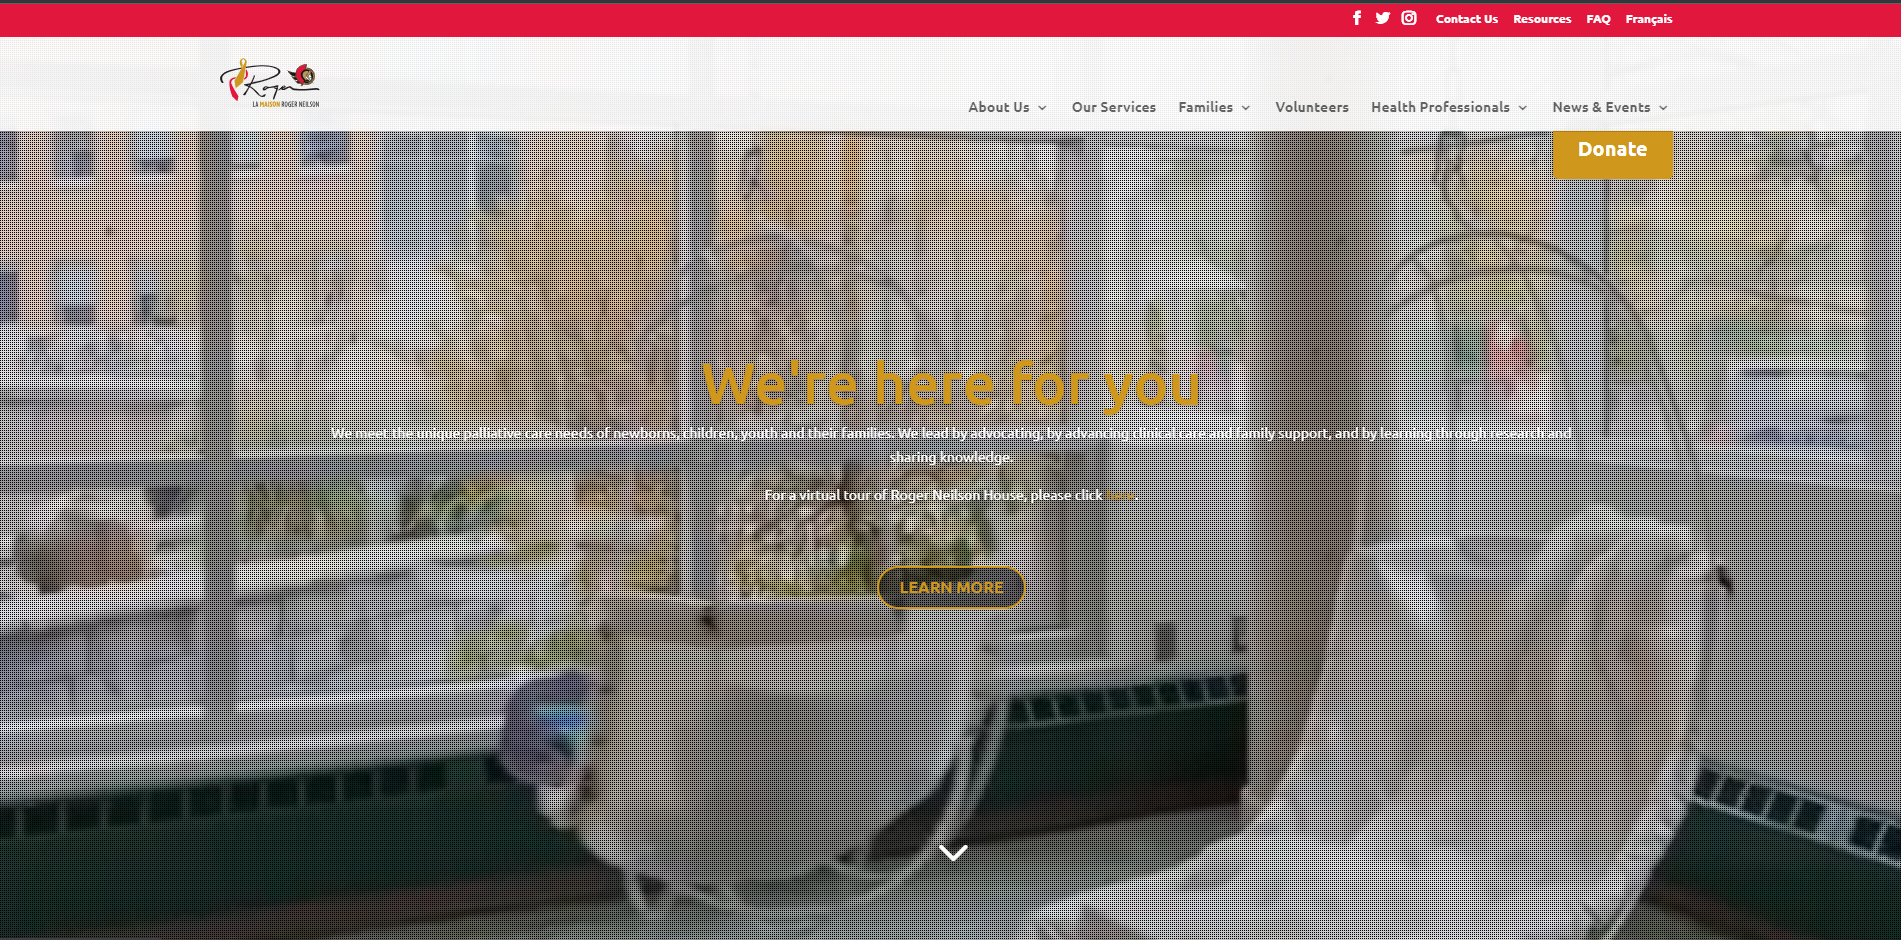 Contact Us Resources FAQ Français
Roger
LA MAISON ROGER NEILSON
About Us Our Services Families Volunteers Health Professionals News & Events
Donate
We're here for you
We meet the unique palliative care needs of newborns, children, youth and their families. We lead by advocating, by advancing clinical care and family support, and by learning through research and
sharing knowledge.
For a virtual tour of Roger Neilson House, please click here.
LEARN MORE